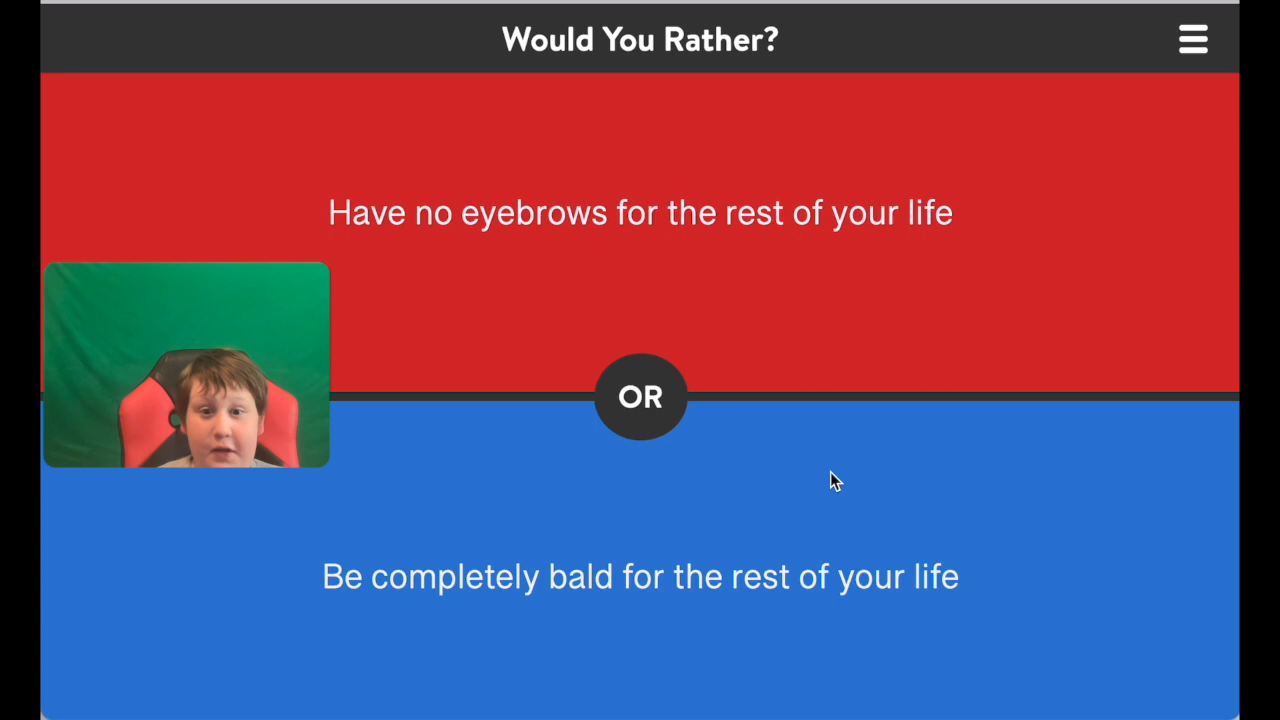 Would You Rather?
Have no eyebrows for the rest of your life
OR
Be completely bald for the rest of your life